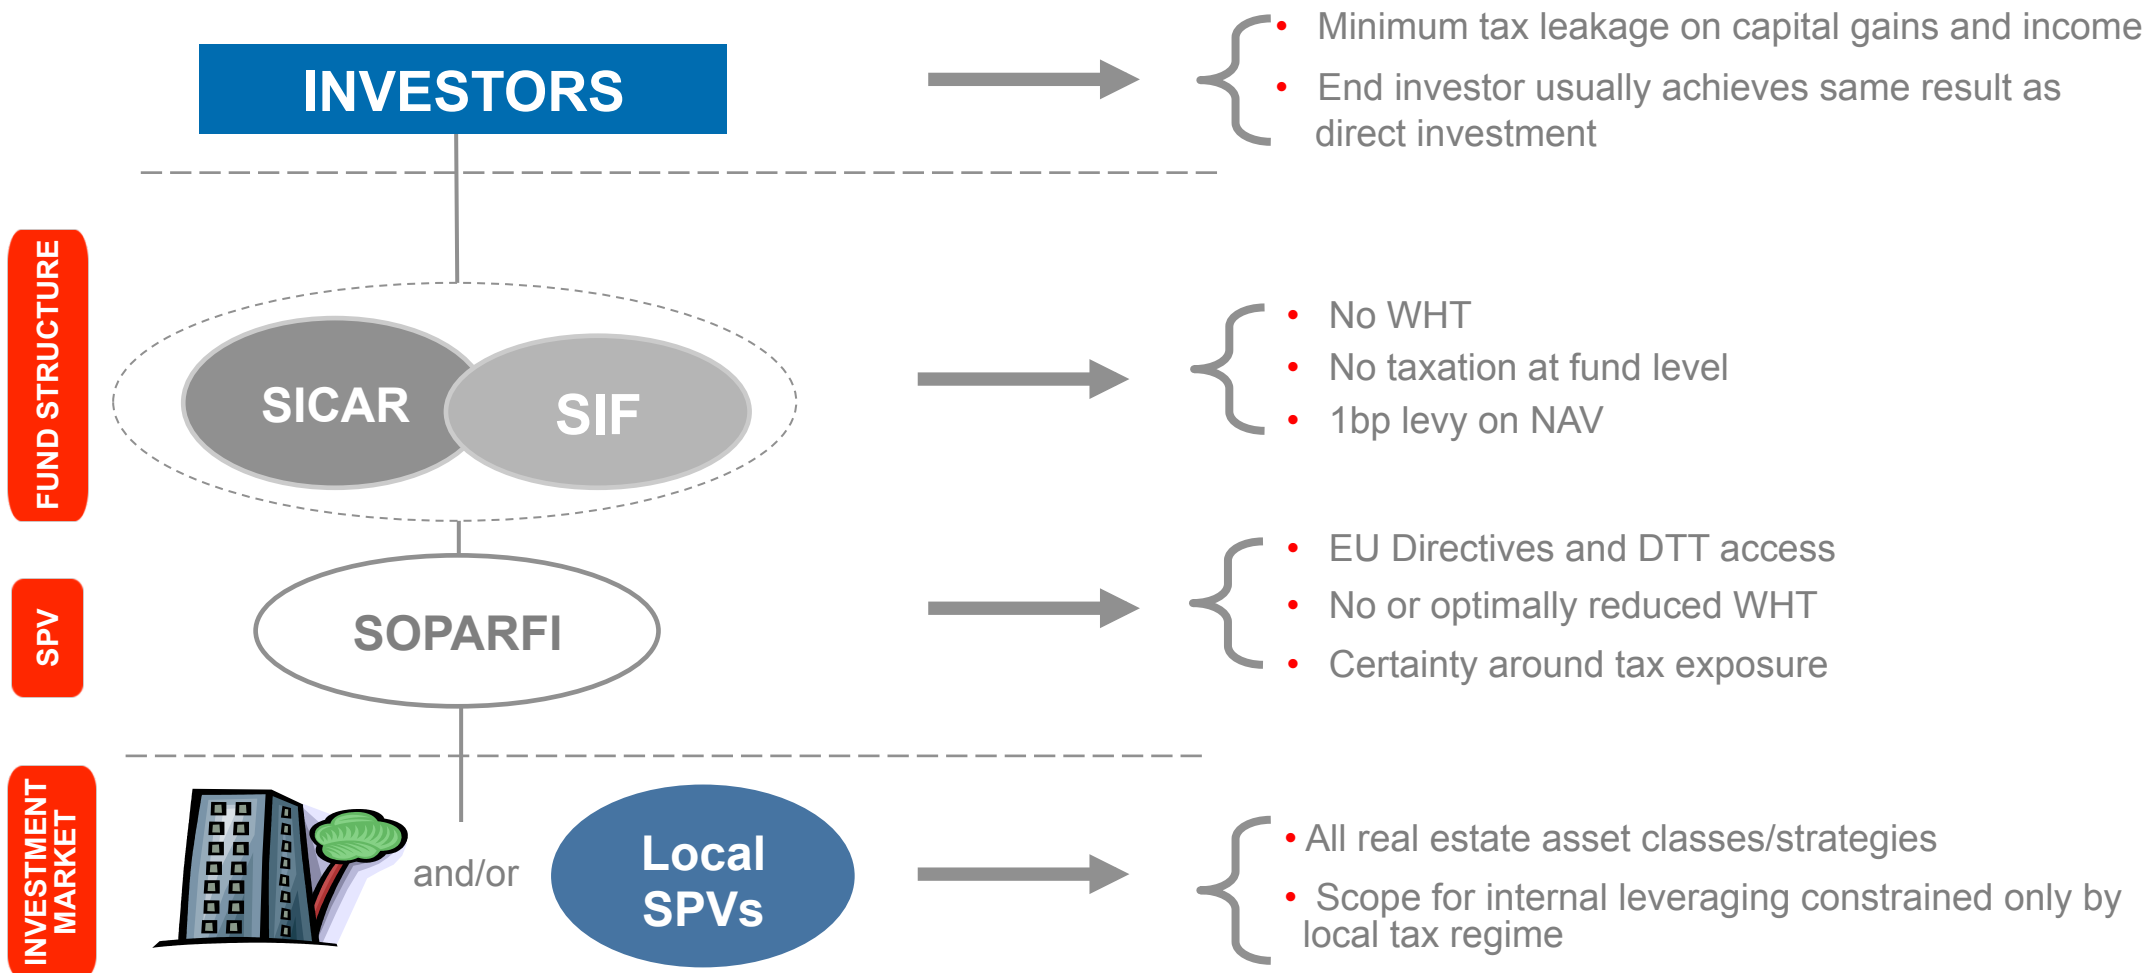 INVESTORS
• Minimum tax leakage on capital gains and income
• End investor usually achieves same result as
direct investment
FUND STRUCTURE
SICAR
SIF
• No WHT
• No taxation at fund level
• 1bp levy on NAV
SPV
SOPARFI
• EU Directives and DTT access
• No or optimally reduced WHT
• Certainty around tax exposure
INVESTMENT
MARKET
and/or
Local
SPVs
• All real estate asset classes/strategies
• Scope for internal leveraging constrained only by
local tax regime